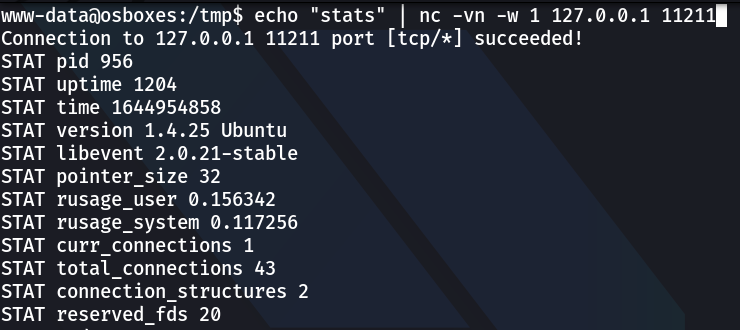 www-data@osboxes:/tmp$ echo "stats" | nc -vn -w 1 127.0.0.1 11211
Connection to 127.0.0.1 11211 port [tcp/*] succeeded!
STAT pid 956
STAT uptime 1204
STAT time 1644954858
STAT version 1.4.25 Ubuntu
STAT libevent 2.0.21-stable
STAT pointer_size 32
STAT rusage_user 0.156342
STAT rusage_system 0.117256
STAT curr_connections 1
STAT total_connections 43
STAT connection_structures 2
STAT reserved_fds 20